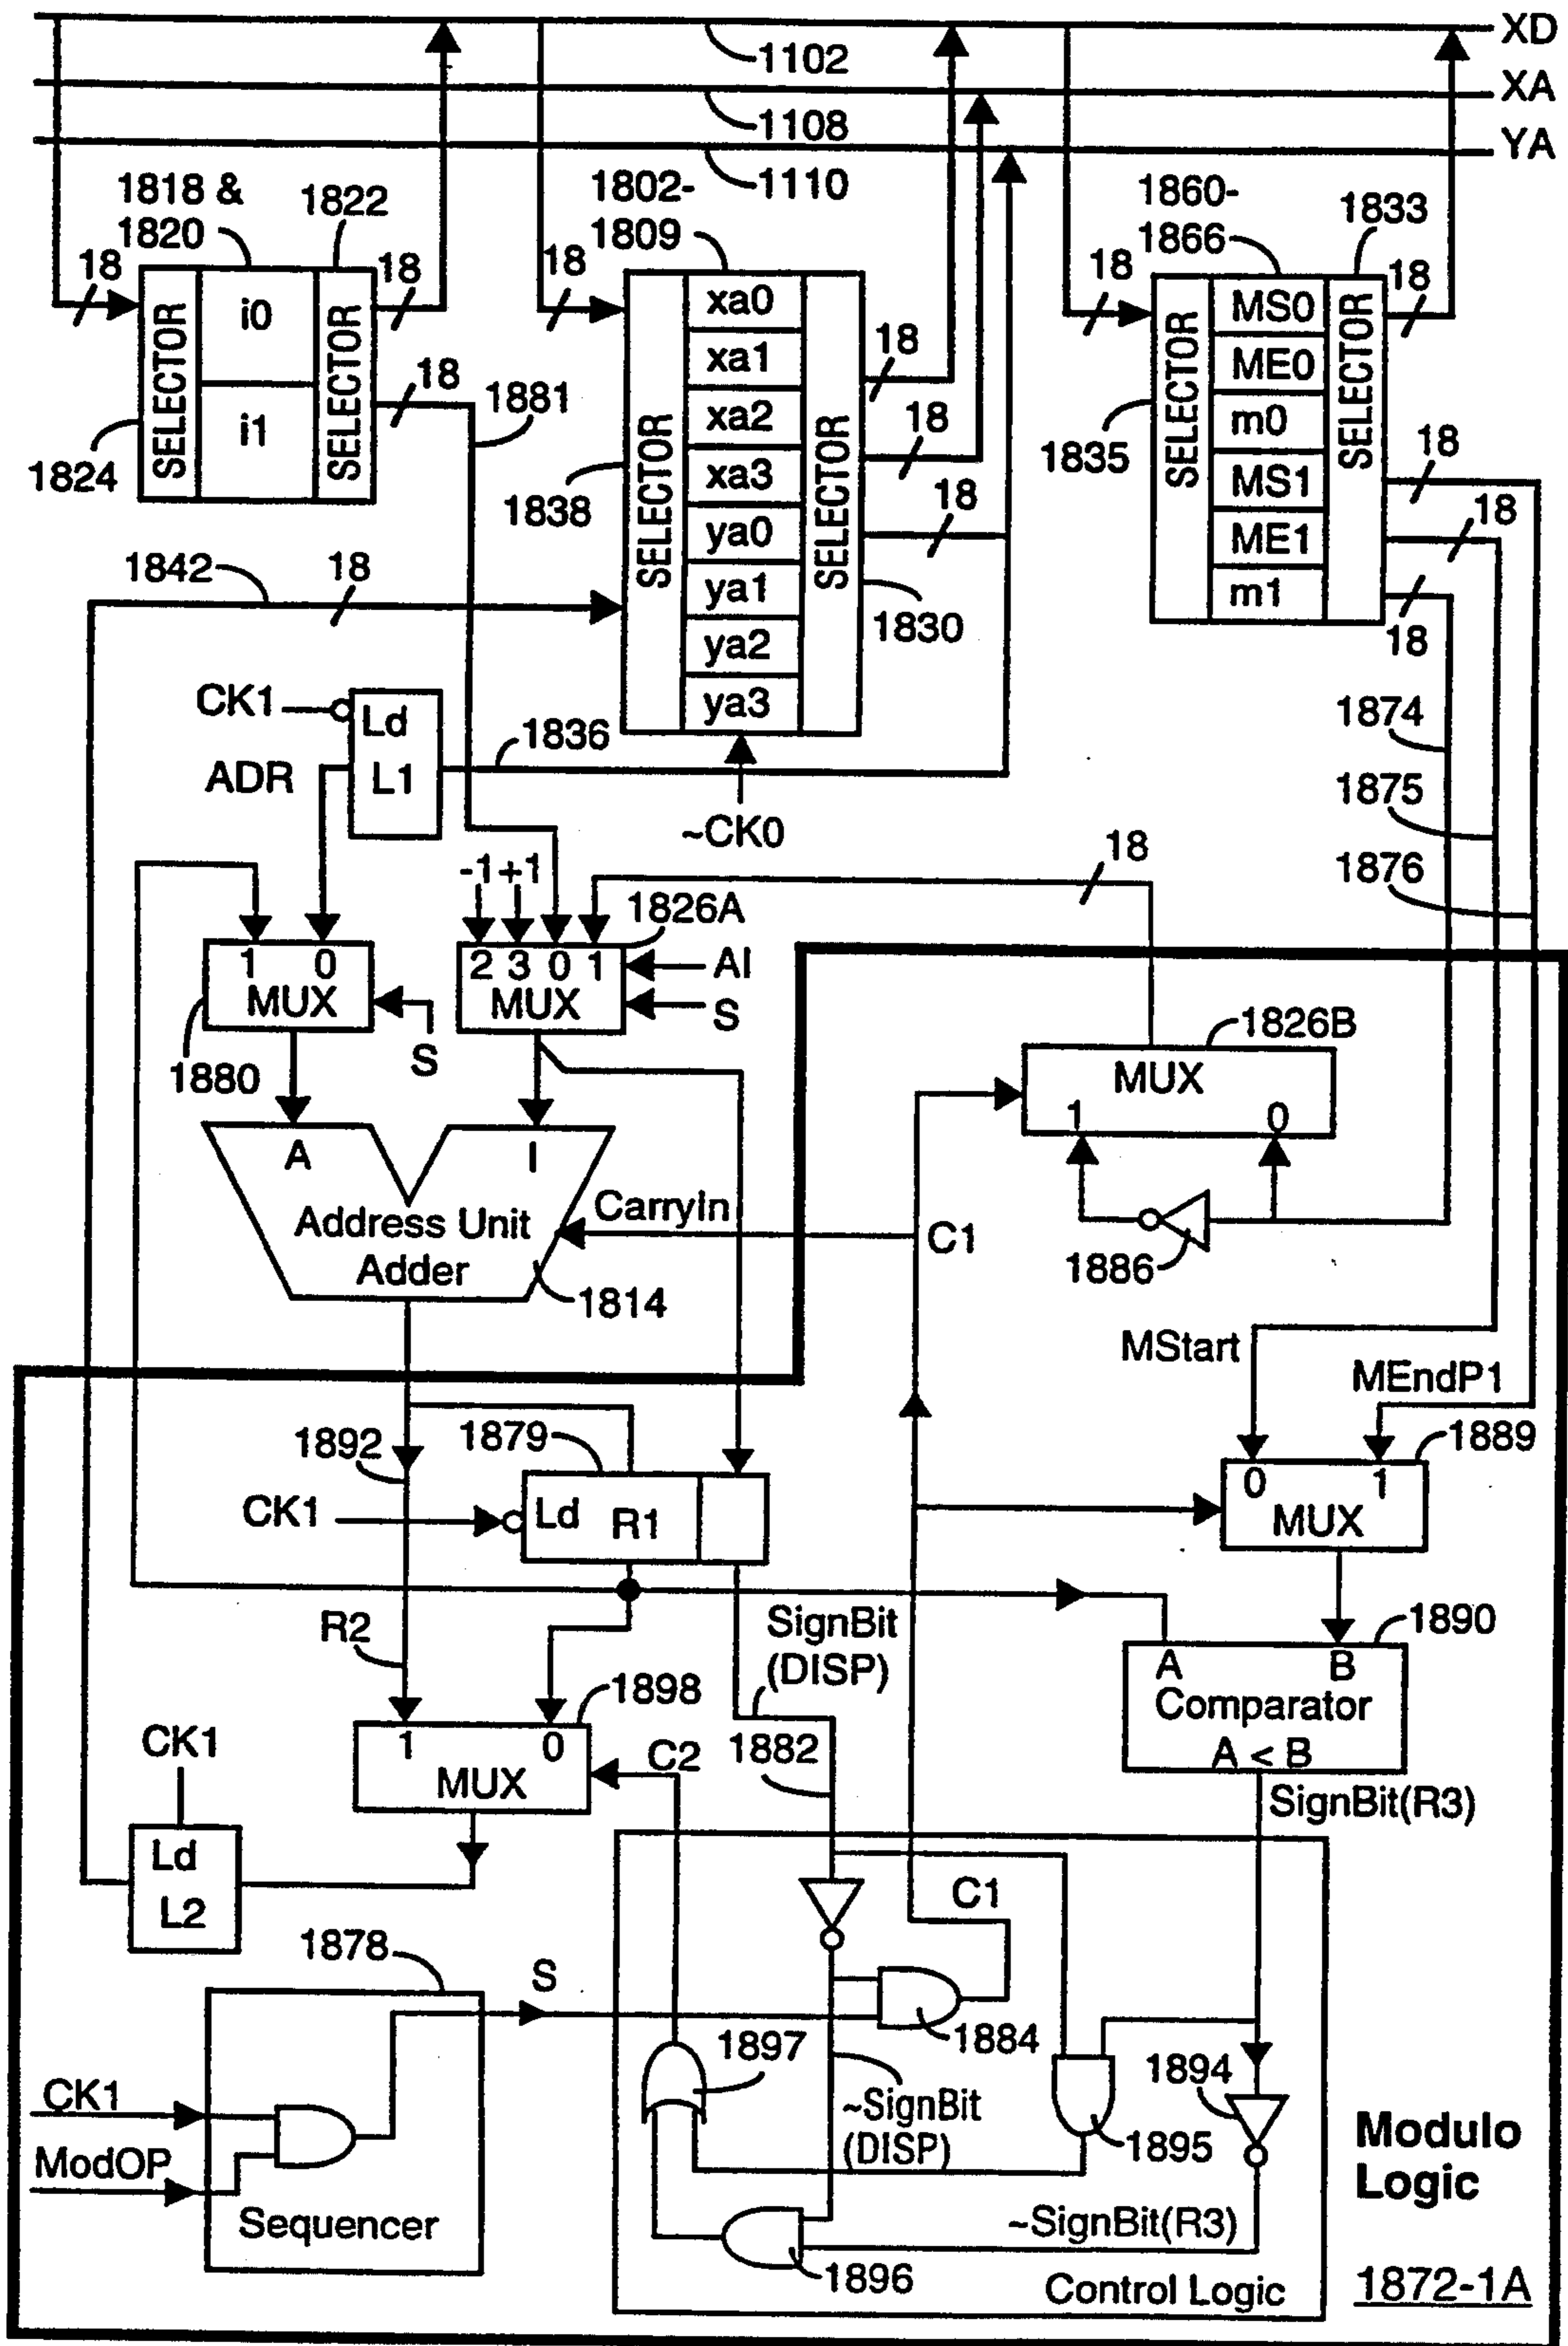 XD
1102
XA
1108
YA
1110
1818 &
1820
1822
1802-
1809
1860-
1866
1833
18
18
18
18
18
SELECTOR
i0
i1
SELECTOR
18
1881
1824
SELECTOR
xa0
xa1
xa2
xa3
ya0
ya1
ya2
ya3
SELECTOR
18
18
18
1838
1830
SELECTOR
MS0
ME0
m0
MS1
ME1
m1
SELECTOR
1835
18
18
18
1842
18
CK1
Ld
L1
ADR
1836
~CK0
1874
1875
1876
-1
+1
18
1826A
1 0
MUX
2 3 0 1
MUX
AI
S
S
1880
1826B
MUX
1 0
A
I
Address Unit
Adder
CarryIn
C1
1886
1814
MStart
MEndP1
1892
1879
1889
CK1
Ld
R1
0 1
MUX
R2
SignBit
(DISP)
1890
A B
Comparator
A < B
1898
1 0
MUX
C2
1882
CK1
SignBit(R3)
Ld
L2
C1
1878
S
1884
1897
1894
CK1
~SignBit
(DISP)
1895
Modulo
Logic
ModOP
Sequencer
~SignBit(R3)
1896
Control Logic
1872-1A